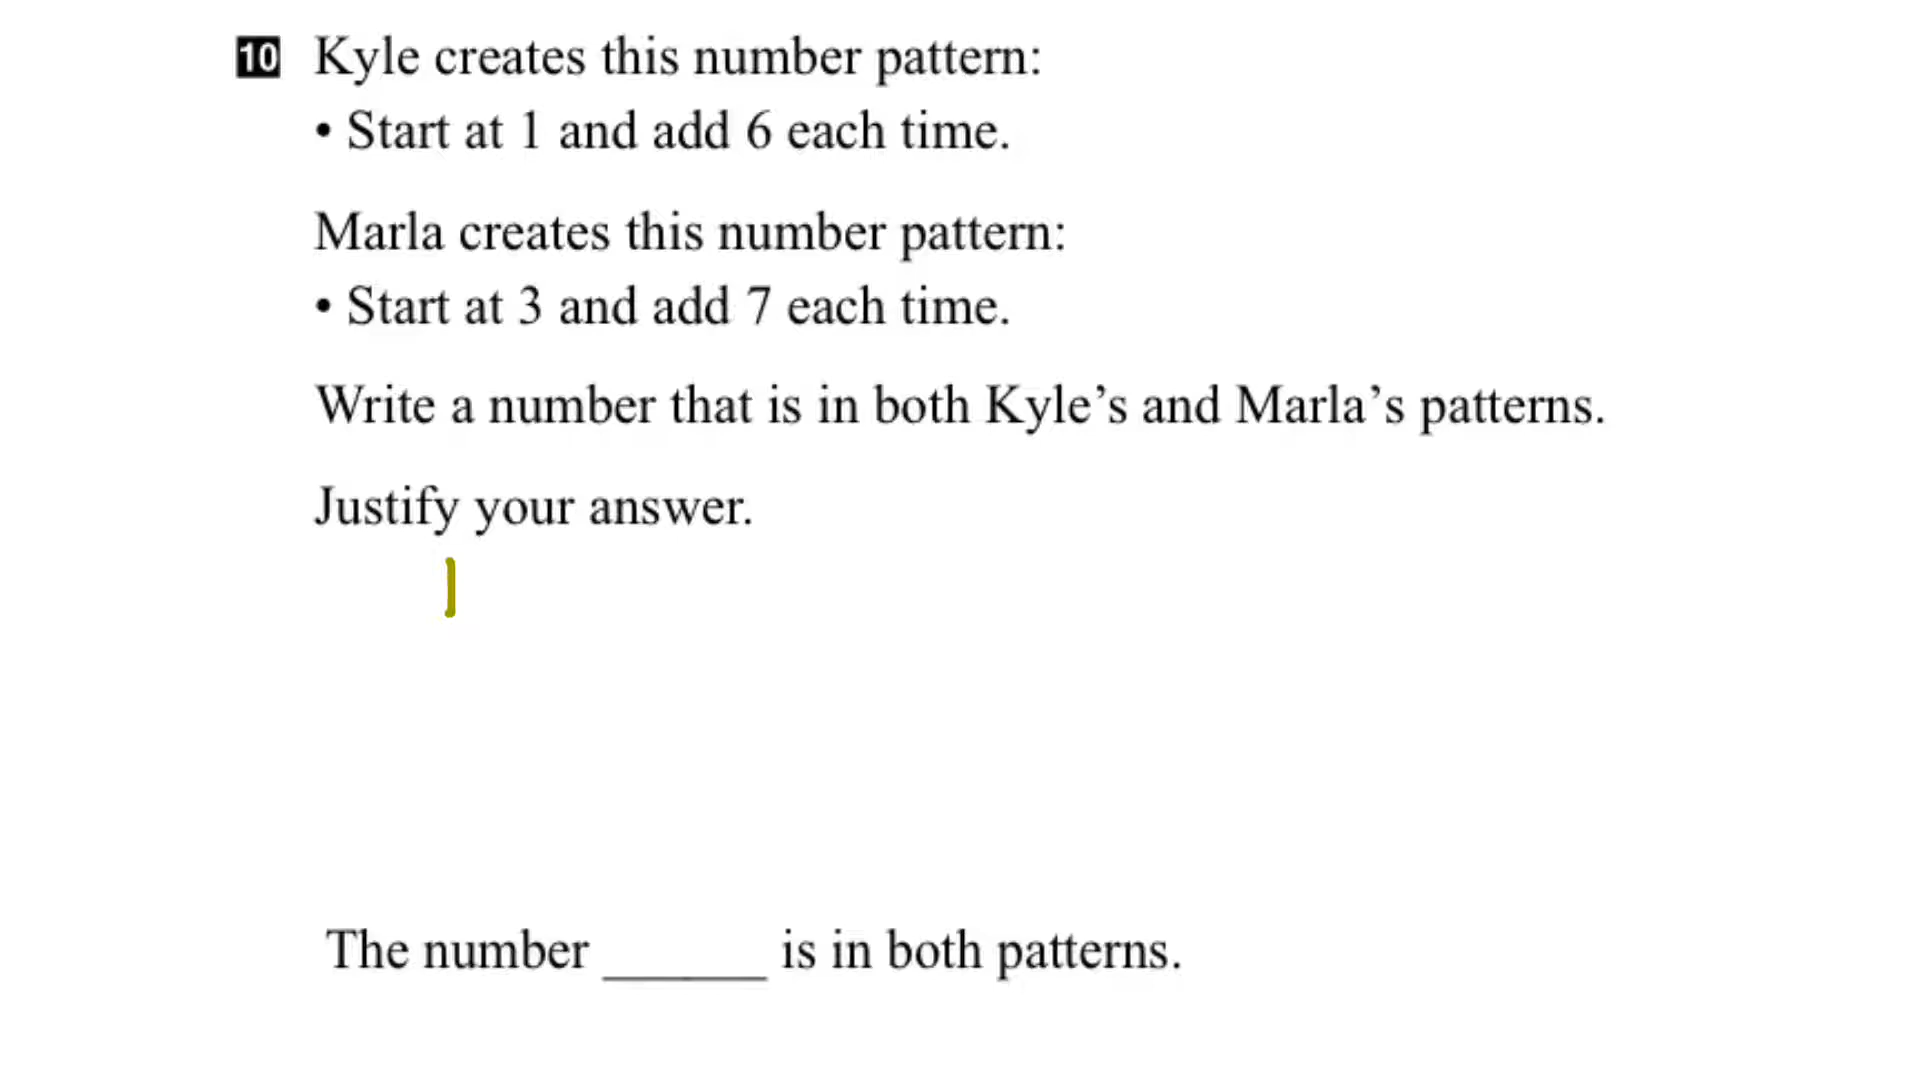 10 Kyle creates this number pattern:
• Start at 1 and add 6 each time.
Marla creates this number pattern:
• Start at 3 and add 7 each time.
Write a number that is in both Kyle’s and Marla’s patterns.
Justify your answer.
1
The number ______ is in both patterns.